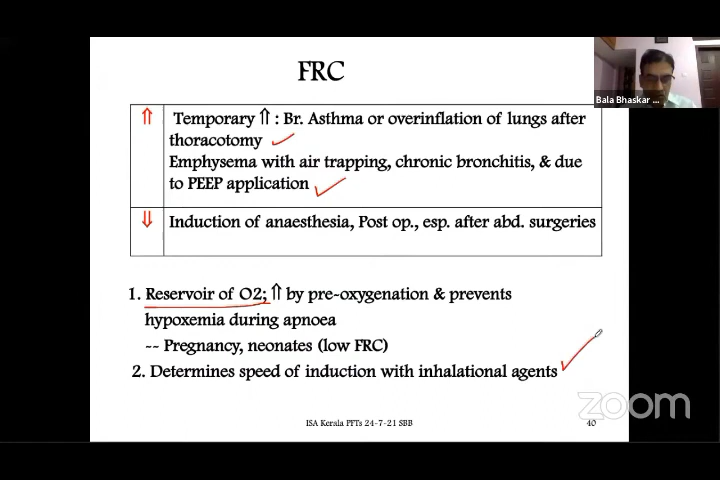 FRC
⇑ Temporary ⇑ : Br. Asthma or overinflation of lungs after
thoracotomy
Emphysema with air trapping, chronic bronchitis, & due
to PEEP application
⇓ Induction of anaesthesia, Post op., esp. after abd. surgeries
1. Reservoir of O2; ⇑ by pre-oxygenation & prevents
hypoxemia during apnoea
-- Pregnancy, neonates (low FRC)
2. Determines speed of induction with inhalational agents
ISA Kerala PFTs 24-7-21 SBB
40
Bala Bhaskar ...
zoom